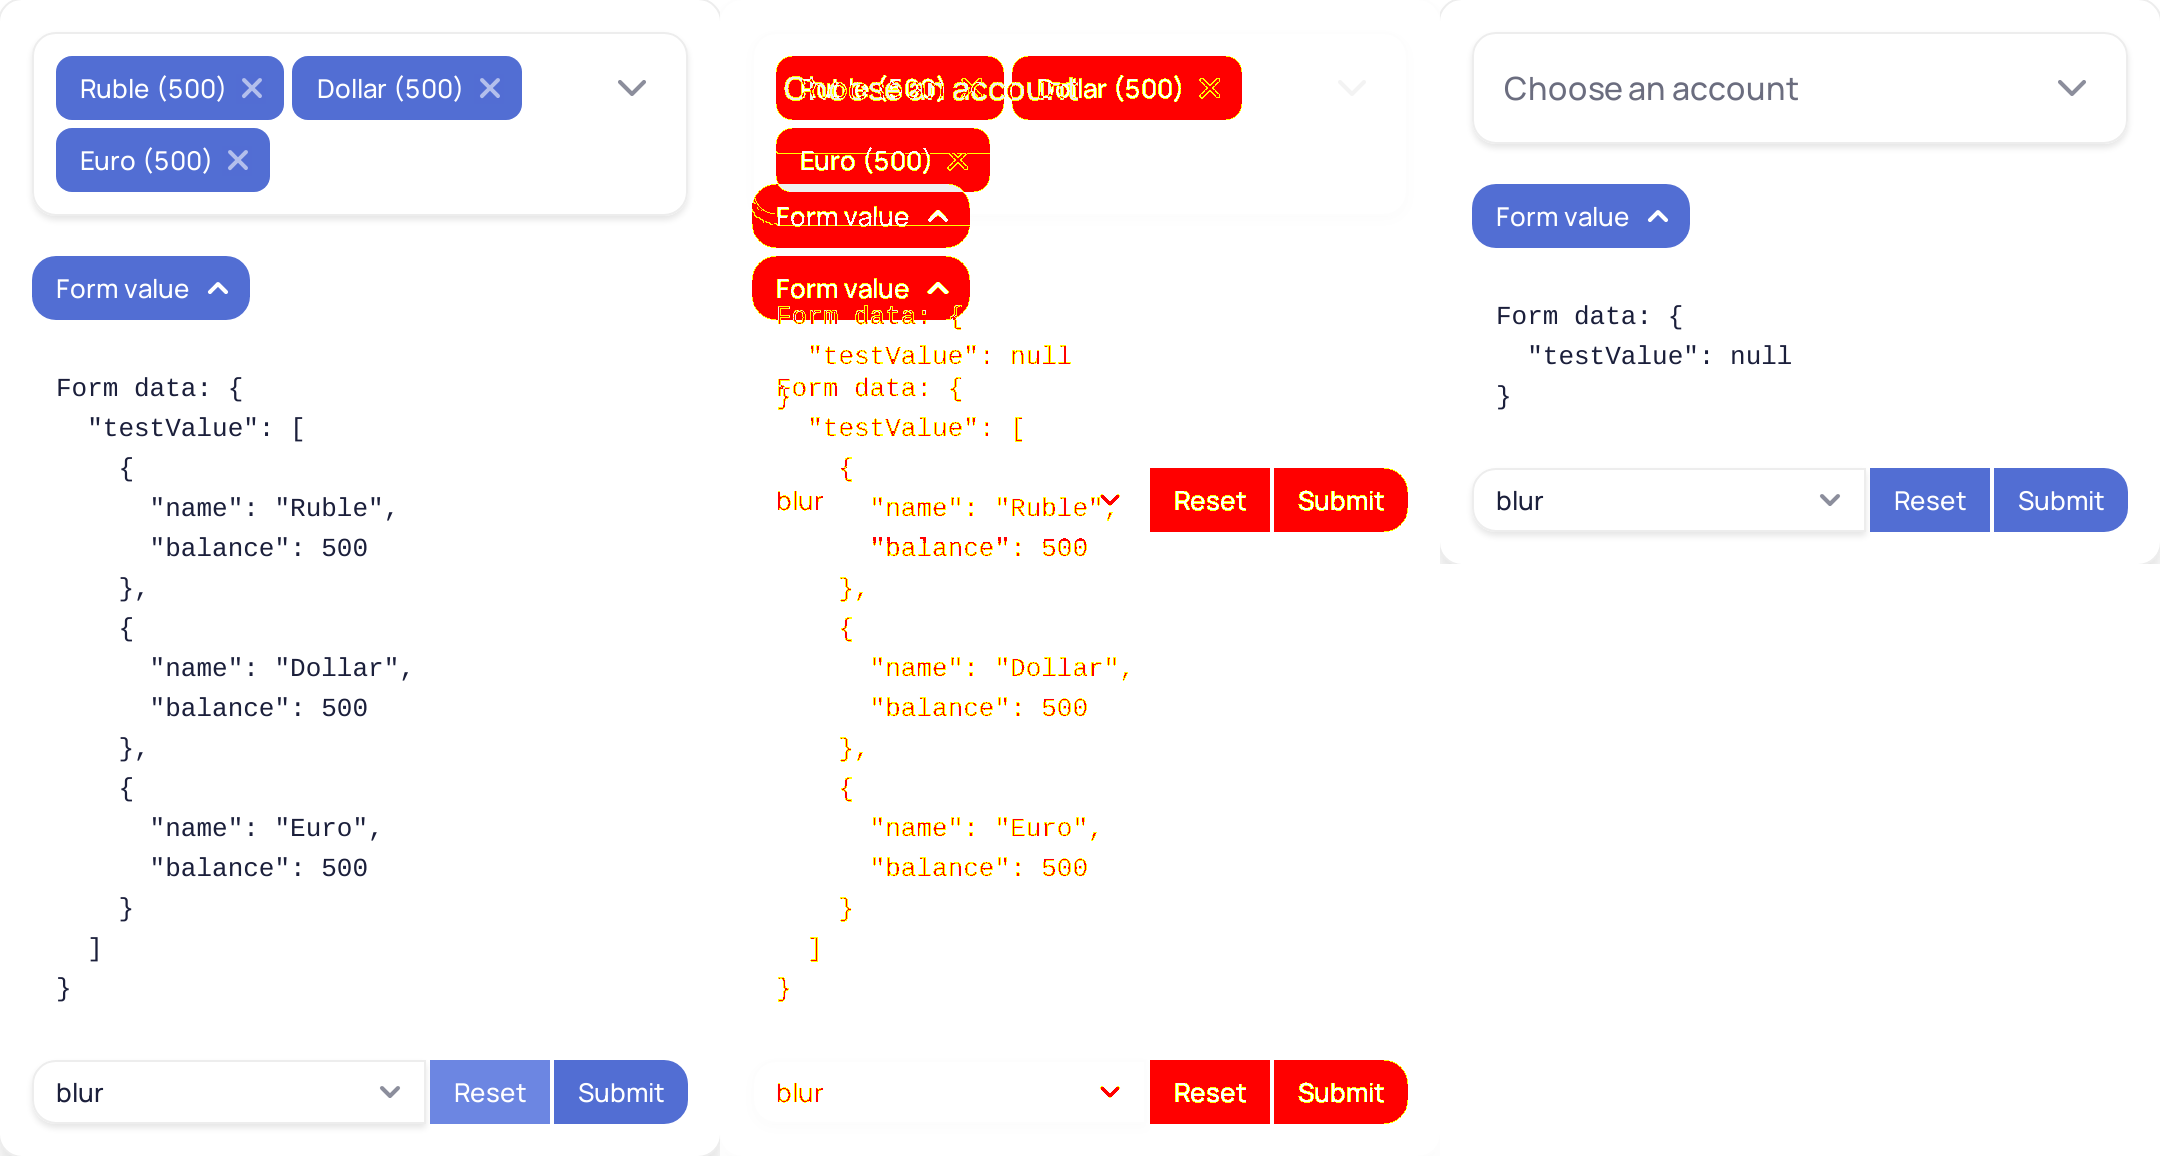 Ruble (500) Dollar (500)
Euro (500)
Form value
Form data: {
"testValue": [
{
"name": "Ruble",
"balance": 500
},
{
"name": "Dollar",
"balance": 500
},
{
"name": "Euro",
"balance": 500
}
]
}
blur Reset Submit
Choose an account
Dollar (500)
Euro (500)
Form value
Form value
Form data: {
"testValue": null
Form data: {
}
"testValue": [
{
blur Reset Submit
"name": "Ruble",
"balance": 500
},
{
"name": "Dollar",
"balance": 500
},
{
"name": "Euro",
"balance": 500
}
]
}
blur Reset Submit
Choose an account
Form value
Form data: {
"testValue": null
}
blur Reset Submit